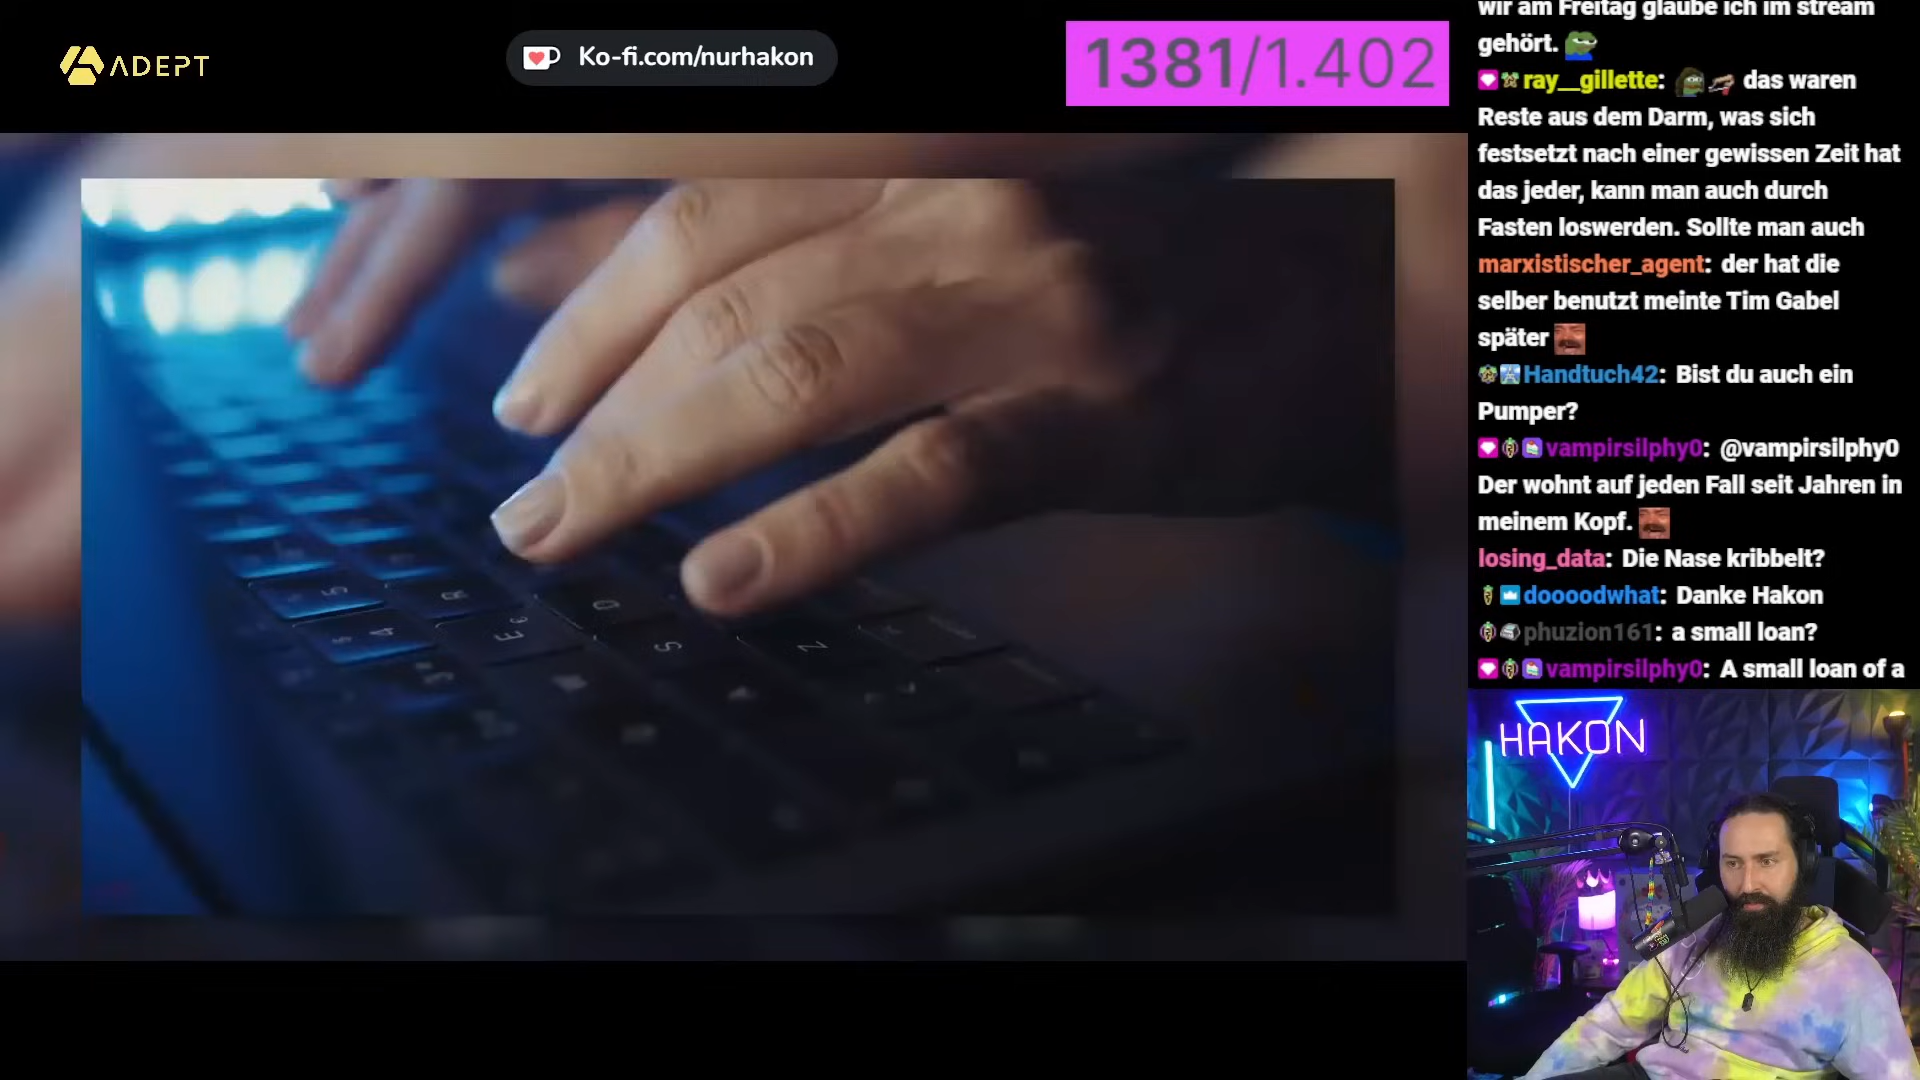 ADEPT
Ko-fi.com/nurhakon
1381/1.402
wir am Freitag glaube ich im stream
gehört.
ray__gillette: das waren
Reste aus dem Darm, was sich
festsetzt nach einer gewissen Zeit hat
das jeder, kann man auch durch
Fasten loswerden. Sollte man auch
marxistischer_agent: der hat die
selber benutzt meinte Tim Gabel
später
Handtuch42: Bist du auch ein
Pumper?
vampirsilphy0: @vampirsilphy0
Der wohnt auf jeden Fall seit Jahren in
meinem Kopf.
losing_data: Die Nase kribbelt?
doooodwhat: Danke Hakon
phuzion161: a small loan?
vampirsilphy0: A small loan of a
HAKON
5 R D
$ 4 E € S Z